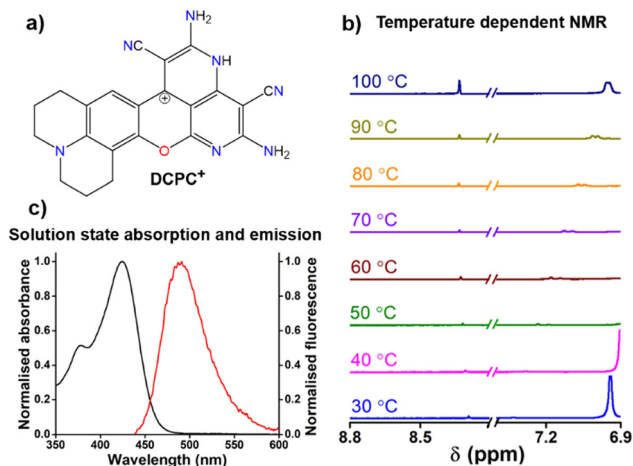 a)
NH₂
CN
NH
CN
N
O
N
NH₂
+
DCPC⁺
b) Temperature dependent NMR
100 °C
90 °C
80 °C
70 °C
60 °C
50 °C
40 °C
30 °C
8.8 8.5 7.2 6.9
δ (ppm)
c)
Solution state absorption and emission
Normalised absorbance
1.0
0.8
0.6
0.4
0.2
0.0
1.0
0.8
0.6
0.4
0.2
0.0
Normalised fluorescence
350 400 450 500 550 600
Wavelength (nm)